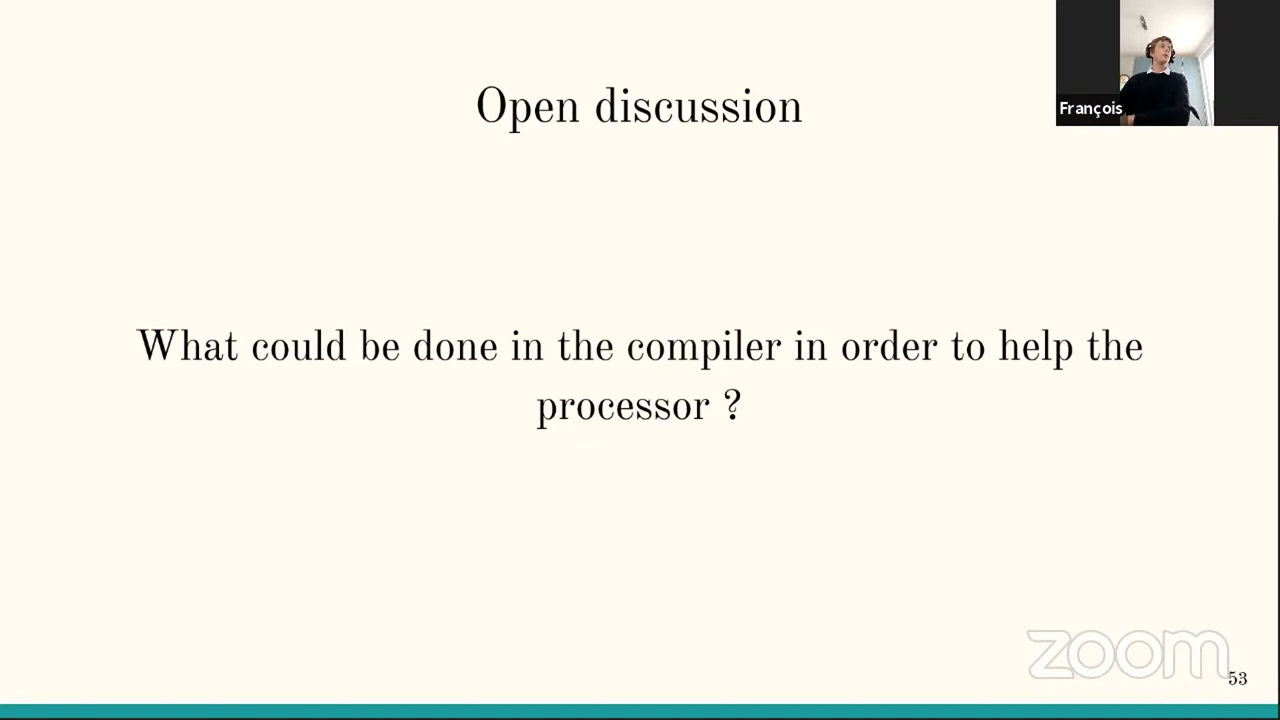 Open discussion
François
What could be done in the compiler in order to help the
processor ?
zoom
53